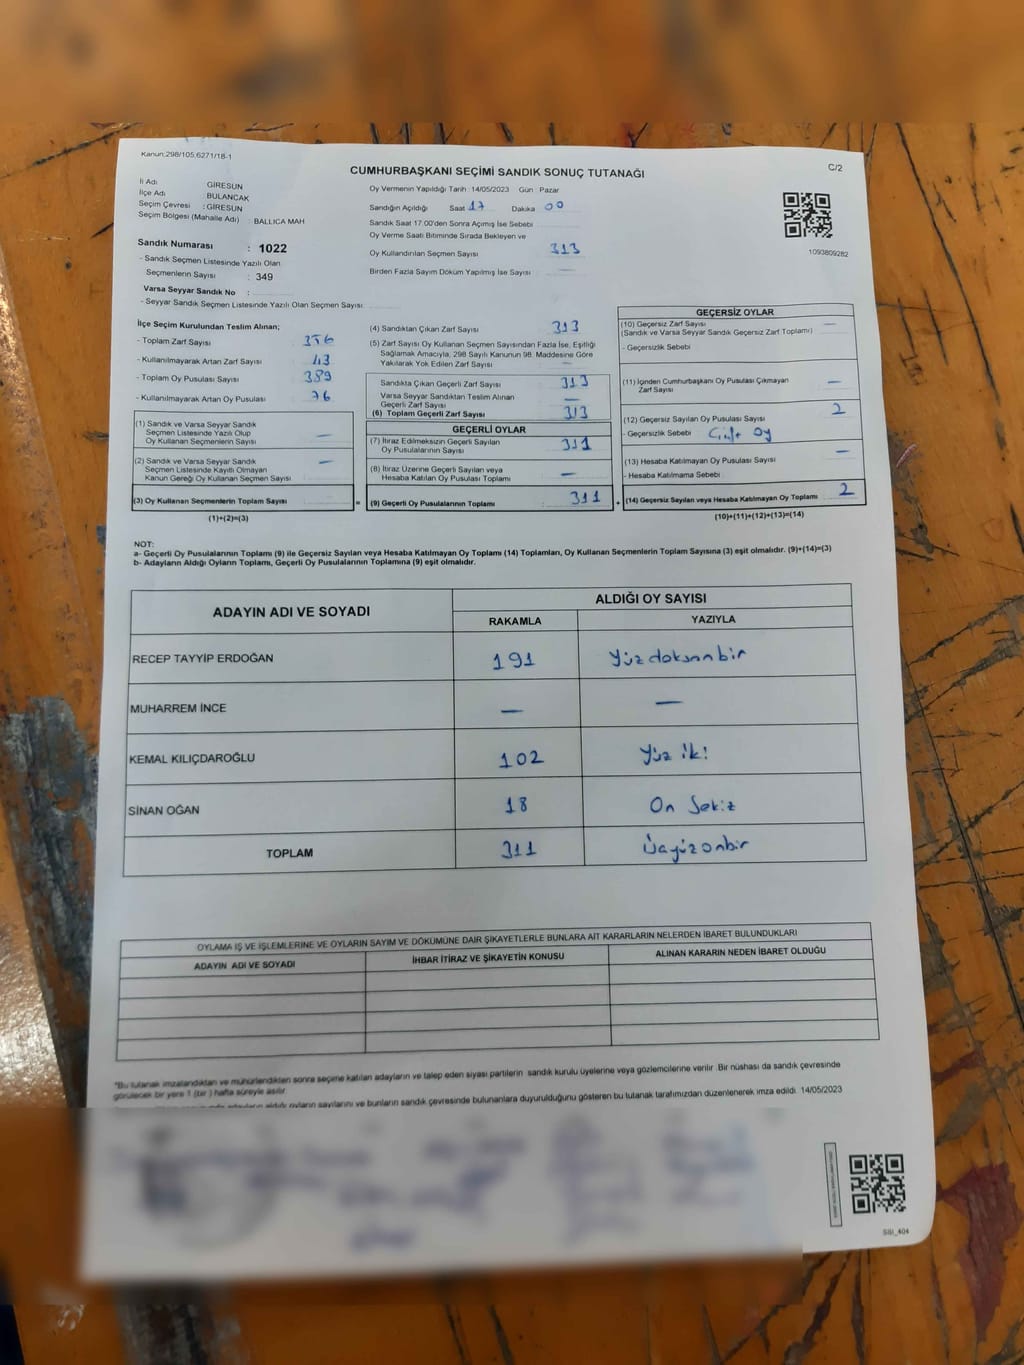 Kanun:298/105,6271/18-1
C/2
CUMHURBAŞKANI SEÇİMİ SANDIK SONUÇ TUTANAĞI
İl Adı GİRESUN
İlçe Adı : BULANCAK
Seçim Çevresi : GİRESUN
Seçim Bölgesi (Mahalle Adı) : BALLICA MAH
Sandık Numarası : 1022
- Sandık Seçmen Listesinde Yazılı Olan
Seçmenlerin Sayısı : 349
Varsa Seyyar Sandık No :
- Seyyar Sandık Seçmen Listesinde Yazılı Olan Seçmen Sayısı:
Oy Vermenin Yapıldığı Tarih :14/05/2023 Gün : Pazar
Sandığın Açıldığı Saat 17 Dakika 00
Sandık Saat 17:00'den Sonra Açımış İse Sebebi
Oy Verme Saati Bitiminde Sırada Bekleyen ve
Oy Kullandırılan Seçmen Sayısı 313
Birden Fazla Sayım Döküm Yapılmış İse Sayısı —
1093809282
İlçe Seçim Kurulundan Teslim Alınan;
- Toplam Zarf Sayısı 356
- Kullanılmayarak Artan Zarf Sayısı 43
- Toplam Oy Pusulası Sayısı 389
- Kullanılmayarak Artan Oy Pusulası 76
(1) Sandık ve Varsa Seyyar Sandık
Seçmen Listesinde Yazılı Olup
Oy Kullanan Seçmenlerin Sayısı —
(2) Sandık ve Varsa Seyyar Sandık
Seçmen Listesinde Kayıtlı Olmayan
Kanun Gereği Oy Kullanan Seçmen Sayısı —
(3) Oy Kullanan Seçmenlerin Toplam Sayısı =
(1)+(2)=(3)
(4) Sandıktan Çıkan Zarf Sayısı 313
(5) Zarf Sayısı Oy Kullanan Seçmen Sayısından Fazla İse, Eşitliği
Sağlamak Amacıyla, 298 Sayılı Kanunun 98. Maddesine Göre
Yakılarak Yok Edilen Zarf Sayısı —
Sandıkta Çıkan Geçerli Zarf Sayısı 313
Varsa Seyyar Sandıktan Teslim Alınan
Geçerli Zarf Sayısı —
(6) Toplam Geçerli Zarf Sayısı 313
GEÇERLİ OYLAR
(7) İtiraz Edilmeksizin Geçerli Sayılan
Oy Pusulalarının Sayısı 311
(8) İtiraz Üzerine Geçerli Sayılan veya
Hesaba Katılan Oy Pusulası Toplamı —
(9) Geçerli Oy Pusulalarının Toplamı 311 +
GEÇERSİZ OYLAR
(10) Geçersiz Zarf Sayısı —
(Sandık ve Varsa Seyyar Sandık Geçersiz Zarf Toplamı)
- Geçersizlik Sebebi
(11) İçinden Cumhurbaşkanı Oy Pusulası Çıkmayan
Zarf Sayısı —
(12) Geçersiz Sayılan Oy Pusulası Sayısı 2
- Geçersizlik Sebebi Çift Oy
(13) Hesaba Katılmayan Oy Pusulası Sayısı —
- Hesaba Katılmama Sebebi
(14) Geçersiz Sayılan veya Hesaba Katılmayan Oy Toplamı 2
(10)+(11)+(12)+(13)=(14)
NOT:
a- Geçerli Oy Pusulalarının Toplamı (9) ile Geçersiz Sayılan veya Hesaba Katılmayan Oy Toplamı (14) Toplamları, Oy Kullanan Seçmenlerin Toplam Sayısına (3) eşit olmalıdır. (9)+(14)=(3)
b- Adayların Aldığı Oyların Toplamı, Geçerli Oy Pusulalarının Toplamına (9) eşit olmalıdır.
ADAYIN ADI VE SOYADI ALDIĞI OY SAYISI
RAKAMLA YAZIYLA
RECEP TAYYİP ERDOĞAN 191 Yüzdoksanbir
MUHARREM İNCE — —
KEMAL KILIÇDAROĞLU 102 Yüz iki
SİNAN OĞAN 18 On Sekiz
TOPLAM 311 Üçyüzonbir
OYLAMA İŞ VE İŞLEMLERİNE VE OYLARIN SAYIM VE DÖKÜMÜNE DAİR ŞİKAYETLERLE BUNLARA AİT KARARLARIN NELERDEN İBARET BULUNDUKLARI
ADAYIN ADI VE SOYADI İHBAR İTİRAZ VE ŞİKAYETİN KONUSU ALINAN KARARIN NEDEN İBARET OLDUĞU
*Bu tutanak imzalandıktan ve mühürlendikten sonra seçime katılan adayların ve talep eden siyasi partilerin sandık kurulu üyelerine veya gözlemcilerine verilir. Bir nüshası da sandık çevresinde
görülecek bir yere 1 (bir) hafta süreyle asılır.
adayların aldığı oyların sayılarını ve bunların sandık çevresinde bulunanlara duyurulduğunu gösteren bu tutanak tarafımızdan düzenlenerek imza edildi. 14/05/2023
SSI_404